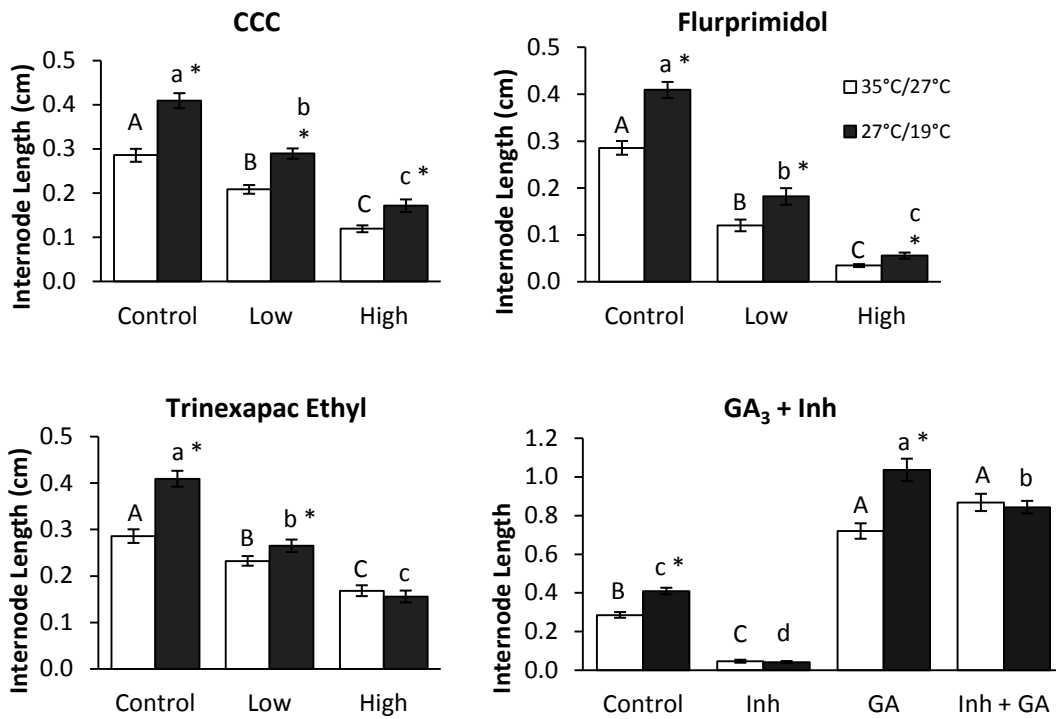 CCC
Internode Length (cm)
0.5
0.4
0.3
0.2
0.1
0.0
A
a *
B
b
*
C
c *
Control Low High
Flurprimidol
Internode Length (cm)
0.5
0.4
0.3
0.2
0.1
0.0
A
a *
B
b *
C
c
*
35°C/27°C
27°C/19°C
Control Low High
Trinexapac Ethyl
Internode Length (cm)
0.5
0.4
0.3
0.2
0.1
0.0
A
a *
B
b *
C
c
Control Low High
GA₃ + Inh
Internode Length
1.2
1.0
0.8
0.6
0.4
0.2
0.0
B
c *
C
d
A
a *
A
b
Control Inh GA Inh + GA